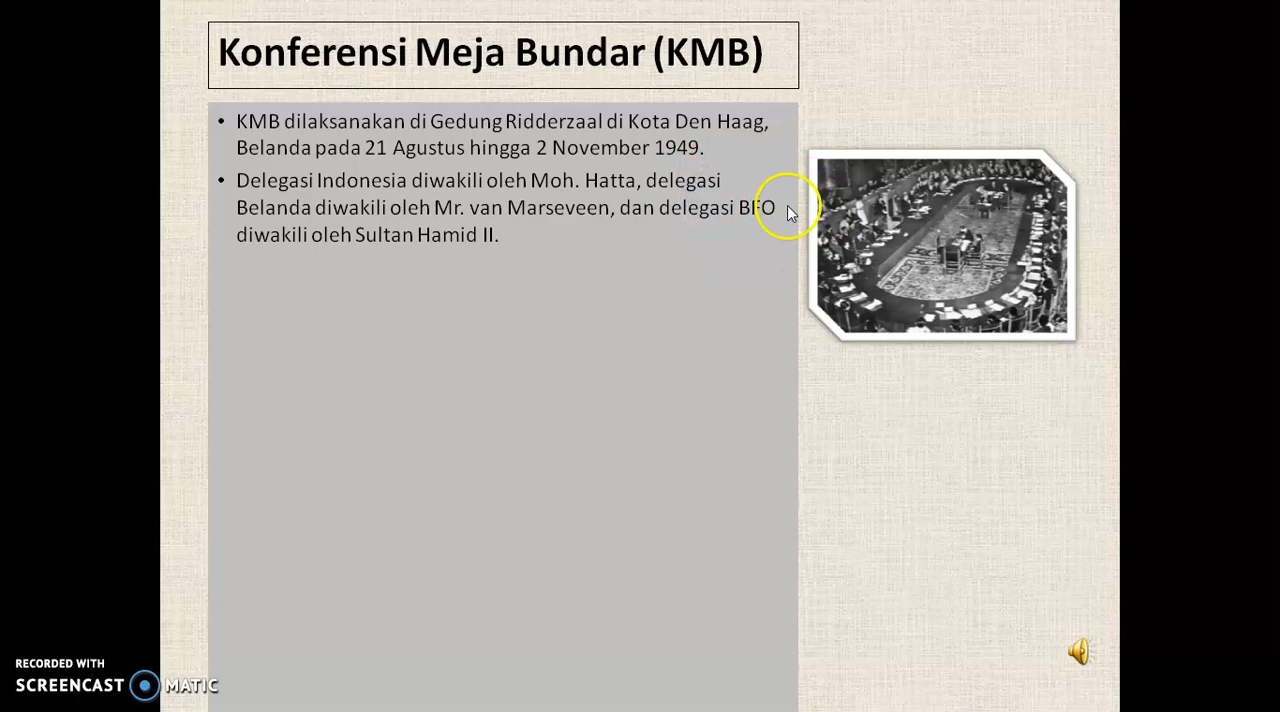 Konferensi Meja Bundar (KMB)
• KMB dilaksanakan di Gedung Ridderzaal di Kota Den Haag,
Belanda pada 21 Agustus hingga 2 November 1949.
• Delegasi Indonesia diwakili oleh Moh. Hatta, delegasi
Belanda diwakili oleh Mr. van Marseveen, dan delegasi BFO
diwakili oleh Sultan Hamid II.
RECORDED WITH
SCREENCAST MATIC